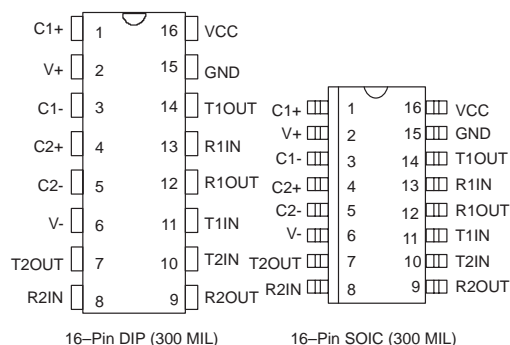 C1+ 1 16 VCC
V+ 2 15 GND
C1- 3 14 T1OUT
C2+ 4 13 R1IN
C2- 5 12 R1OUT
V- 6 11 T1IN
T2OUT 7 10 T2IN
R2IN 8 9 R2OUT
16–Pin DIP (300 MIL)
C1+ 1 16 VCC
V+ 2 15 GND
C1- 3 14 T1OUT
C2+ 4 13 R1IN
C2- 5 12 R1OUT
V- 6 11 T1IN
T2OUT 7 10 T2IN
R2IN 8 9 R2OUT
16–Pin SOIC (300 MIL)